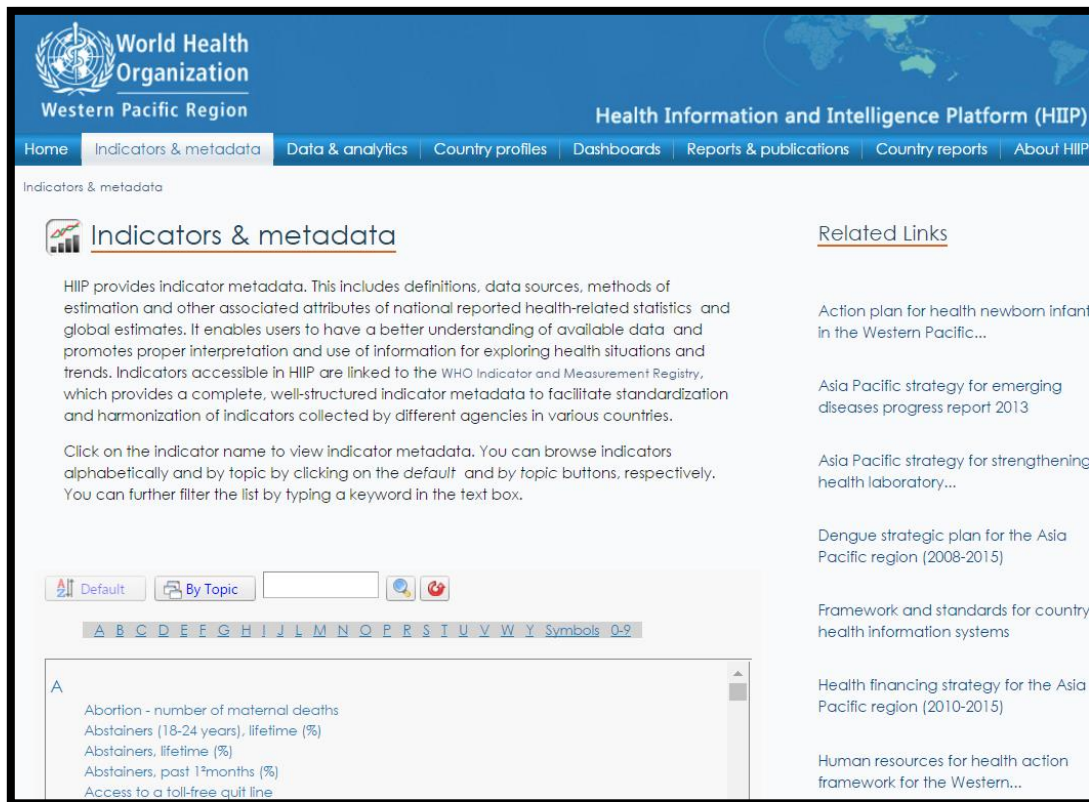 World Health
Organization
Western Pacific Region
Health Information and Intelligence Platform (HIIP)
Home Indicators & metadata Data & analytics Country profiles Dashboards Reports & publications Country reports About HIIP
Indicators & metadata
Indicators & metadata
HIIP provides indicator metadata. This includes definitions, data sources, methods of
estimation and other associated attributes of national reported health-related statistics and
global estimates. It enables users to have a better understanding of available data and
promotes proper interpretation and use of information for exploring health situations and
trends. Indicators accessible in HIIP are linked to the WHO Indicator and Measurement Registry,
which provides a complete, well-structured indicator metadata to facilitate standardization
and harmonization of indicators collected by different agencies in various countries.
Click on the indicator name to view indicator metadata. You can browse indicators
alphabetically and by topic by clicking on the default and by topic buttons, respectively.
You can further filter the list by typing a keyword in the text box.
Default By Topic
A B C D E F G H I J L M N O P R S T U V W Y Symbols 0-9
A
Abortion - number of maternal deaths
Abstainers (18-24 years), lifetime (%)
Abstainers, lifetime (%)
Abstainers, past 1²months (%)
Access to a toll-free quit line
Related Links
Action plan for health newborn infant
in the Western Pacific...
Asia Pacific strategy for emerging
diseases progress report 2013
Asia Pacific strategy for strengthening
health laboratory...
Dengue strategic plan for the Asia
Pacific region (2008-2015)
Framework and standards for country
health information systems
Health financing strategy for the Asia
Pacific region (2010-2015)
Human resources for health action
framework for the Western...